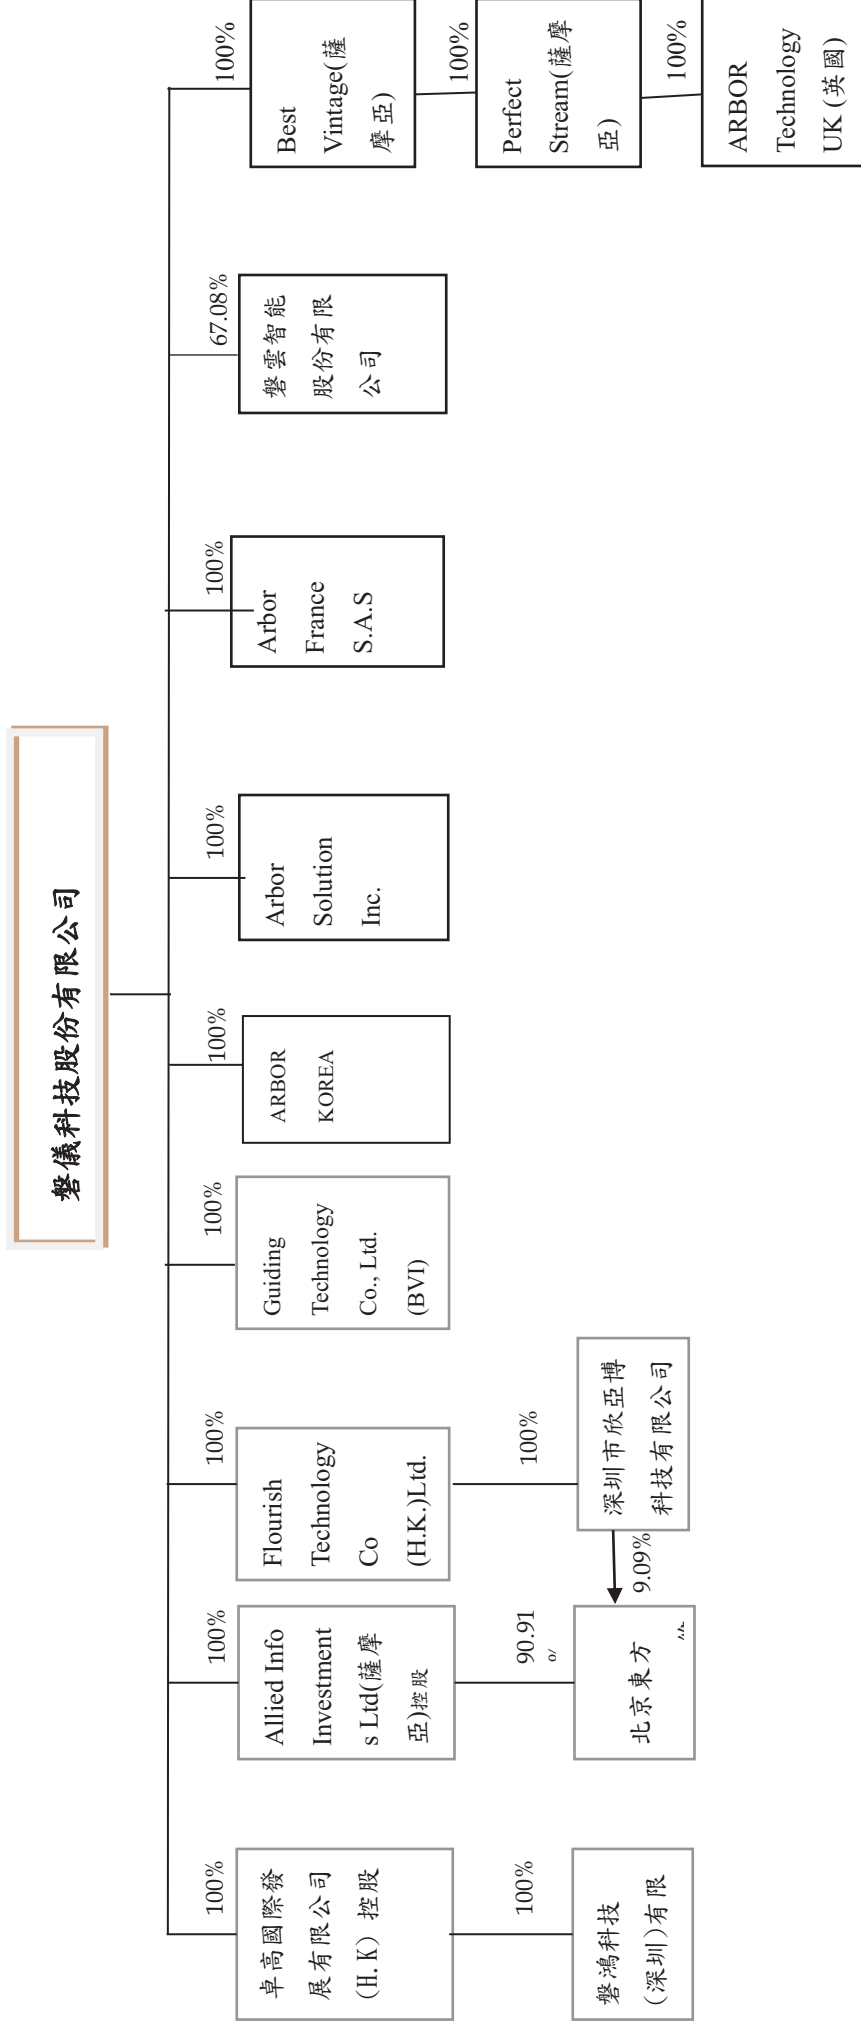 磐儀科技股份有限公司
100%
卓高國際發
展有限公司
(H.K) 控股
100%
磐鴻科技
(深圳)有限
100%
Allied Info
Investment
s Ltd(薩摩
亞)控股
90.91
%
北京東方
100%
Flourish
Technology
Co
(H.K.)Ltd.
100%
深圳市欣亞博
科技有限公司
9.09%
100%
Guiding
Technology
Co., Ltd.
(BVI)
100%
ARBOR
KOREA
100%
Arbor
Solution
Inc.
100%
Arbor
France
S.A.S
67.08%
磐雲智能
股份有限
公司
100%
Best
Vintage(薩
摩亞)
100%
Perfect
Stream(薩摩
亞)
100%
ARBOR
Technology
UK (英國)